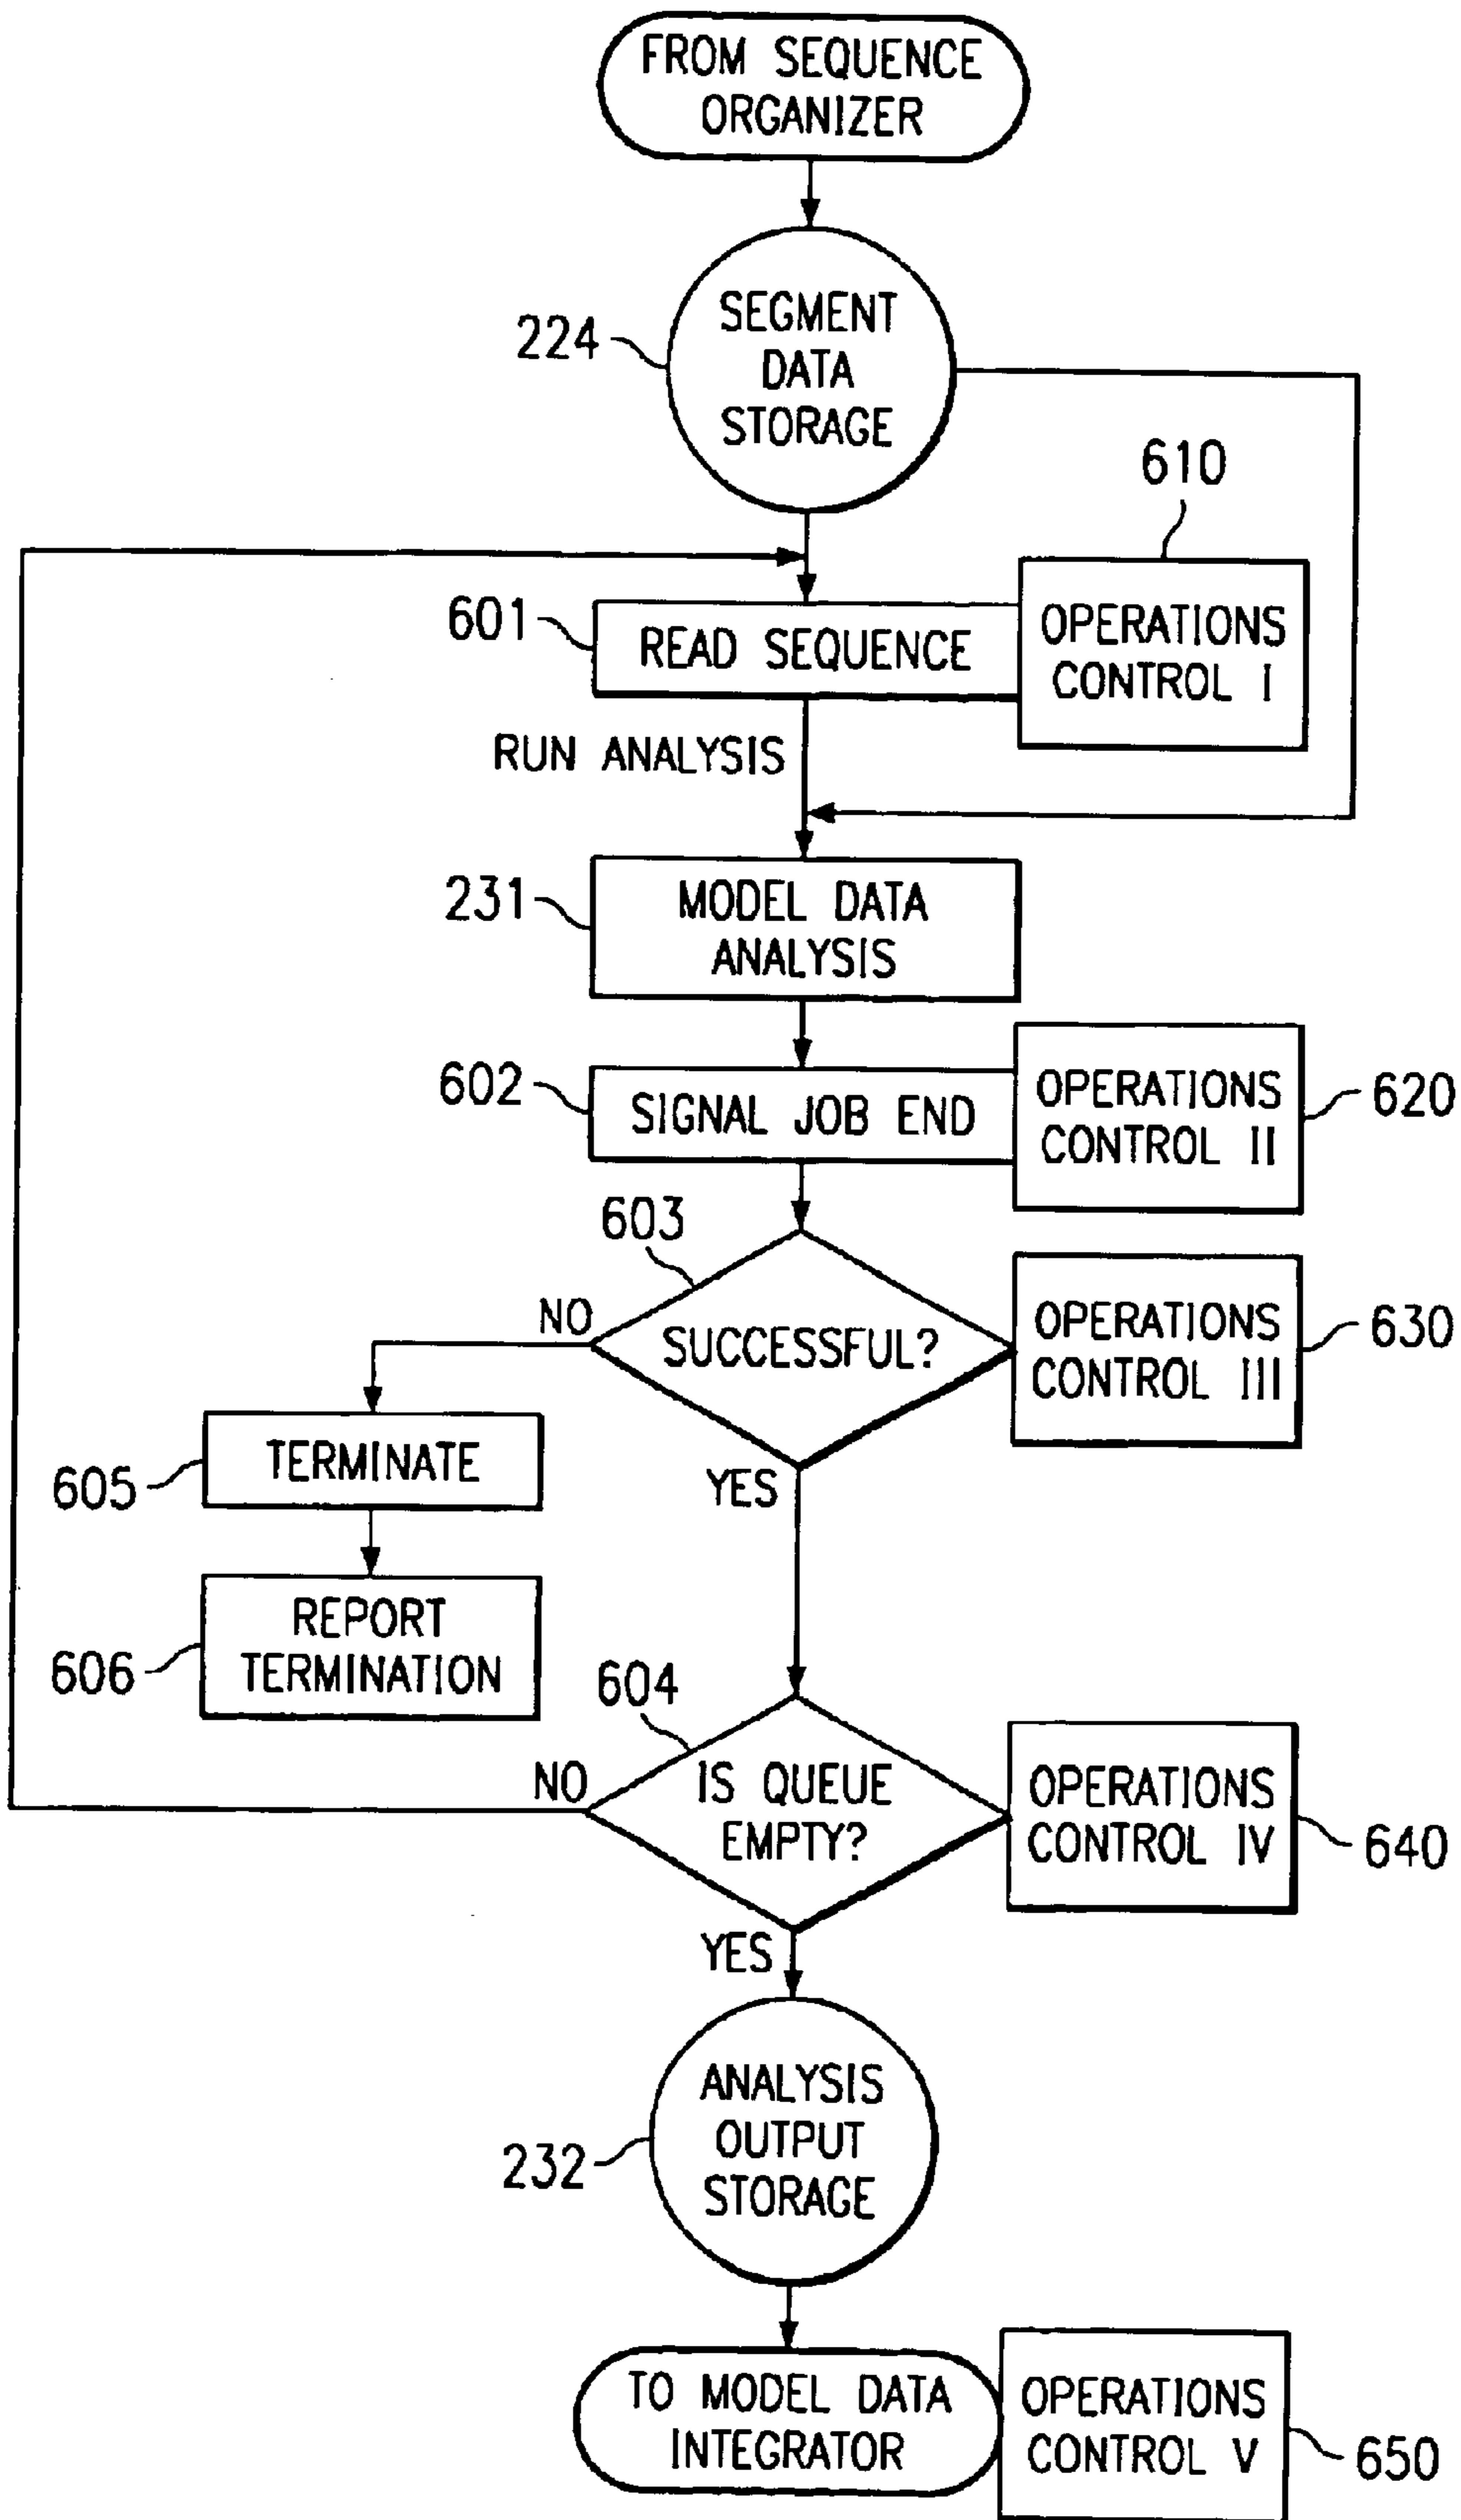 FROM SEQUENCE
ORGANIZER
224
SEGMENT
DATA
STORAGE
610
601
READ SEQUENCE
OPERATIONS
CONTROL I
RUN ANALYSIS
231
MODEL DATA
ANALYSIS
602
SIGNAL JOB END
OPERATIONS
CONTROL II
620
603
NO
SUCCESSFUL?
OPERATIONS
CONTROL III
630
YES
605
TERMINATE
606
REPORT
TERMINATION
604
NO
IS QUEUE
EMPTY?
OPERATIONS
CONTROL IV
640
YES
232
ANALYSIS
OUTPUT
STORAGE
TO MODEL DATA
INTEGRATOR
OPERATIONS
CONTROL V
650